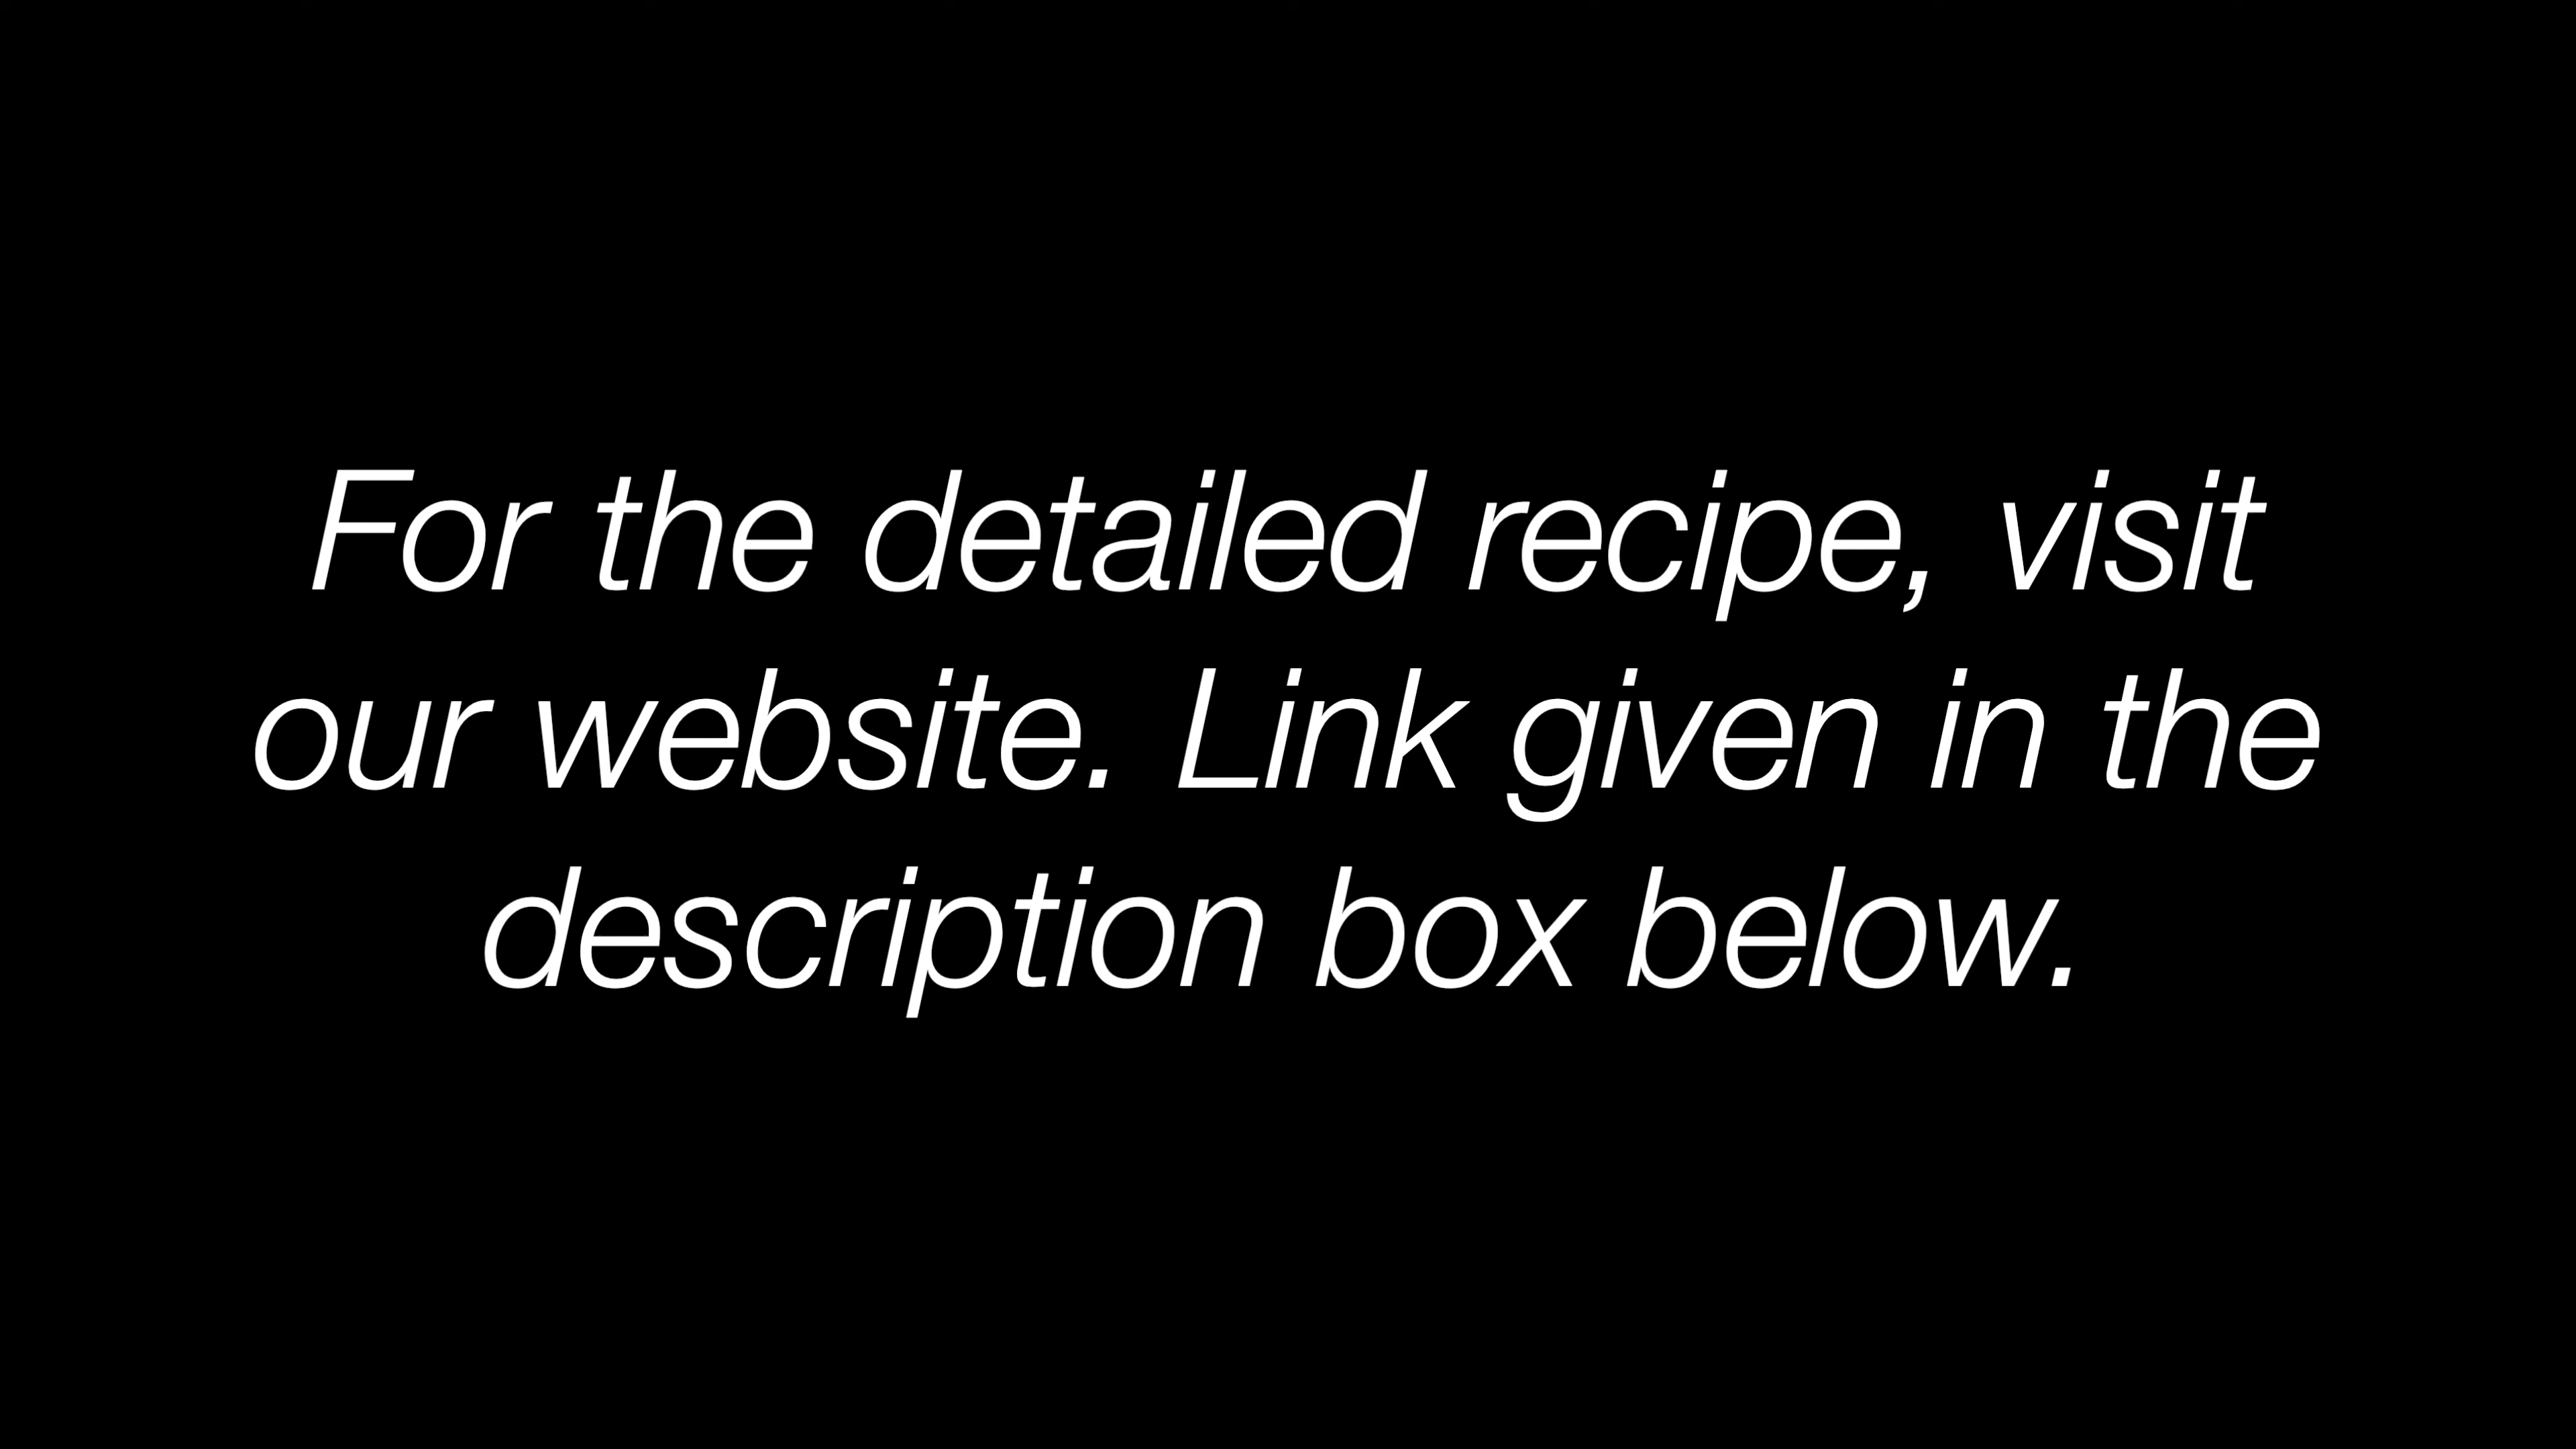 For the detailed recipe, visit
our website. Link given in the
description box below.